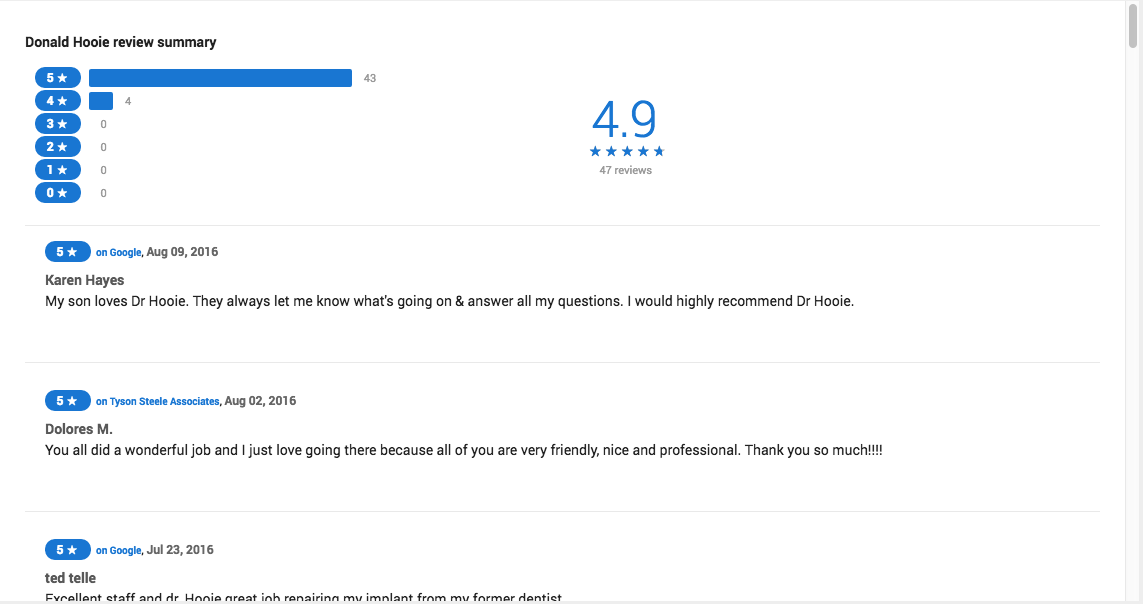 Donald Hooie review summary
5 ★ 43
4 ★ 4
3 ★ 0
2 ★ 0
1 ★ 0
0 ★ 0
4.9
★★★★★
47 reviews
5 ★ on Google, Aug 09, 2016
Karen Hayes
My son loves Dr Hooie. They always let me know what's going on & answer all my questions. I would highly recommend Dr Hooie.
5 ★ on Tyson Steele Associates, Aug 02, 2016
Dolores M.
You all did a wonderful job and I just love going there because all of you are very friendly, nice and professional. Thank you so much!!!!
5 ★ on Google, Jul 23, 2016
ted telle
Excellent staff and dr. Hooie great job repairing my implant from my former dentist